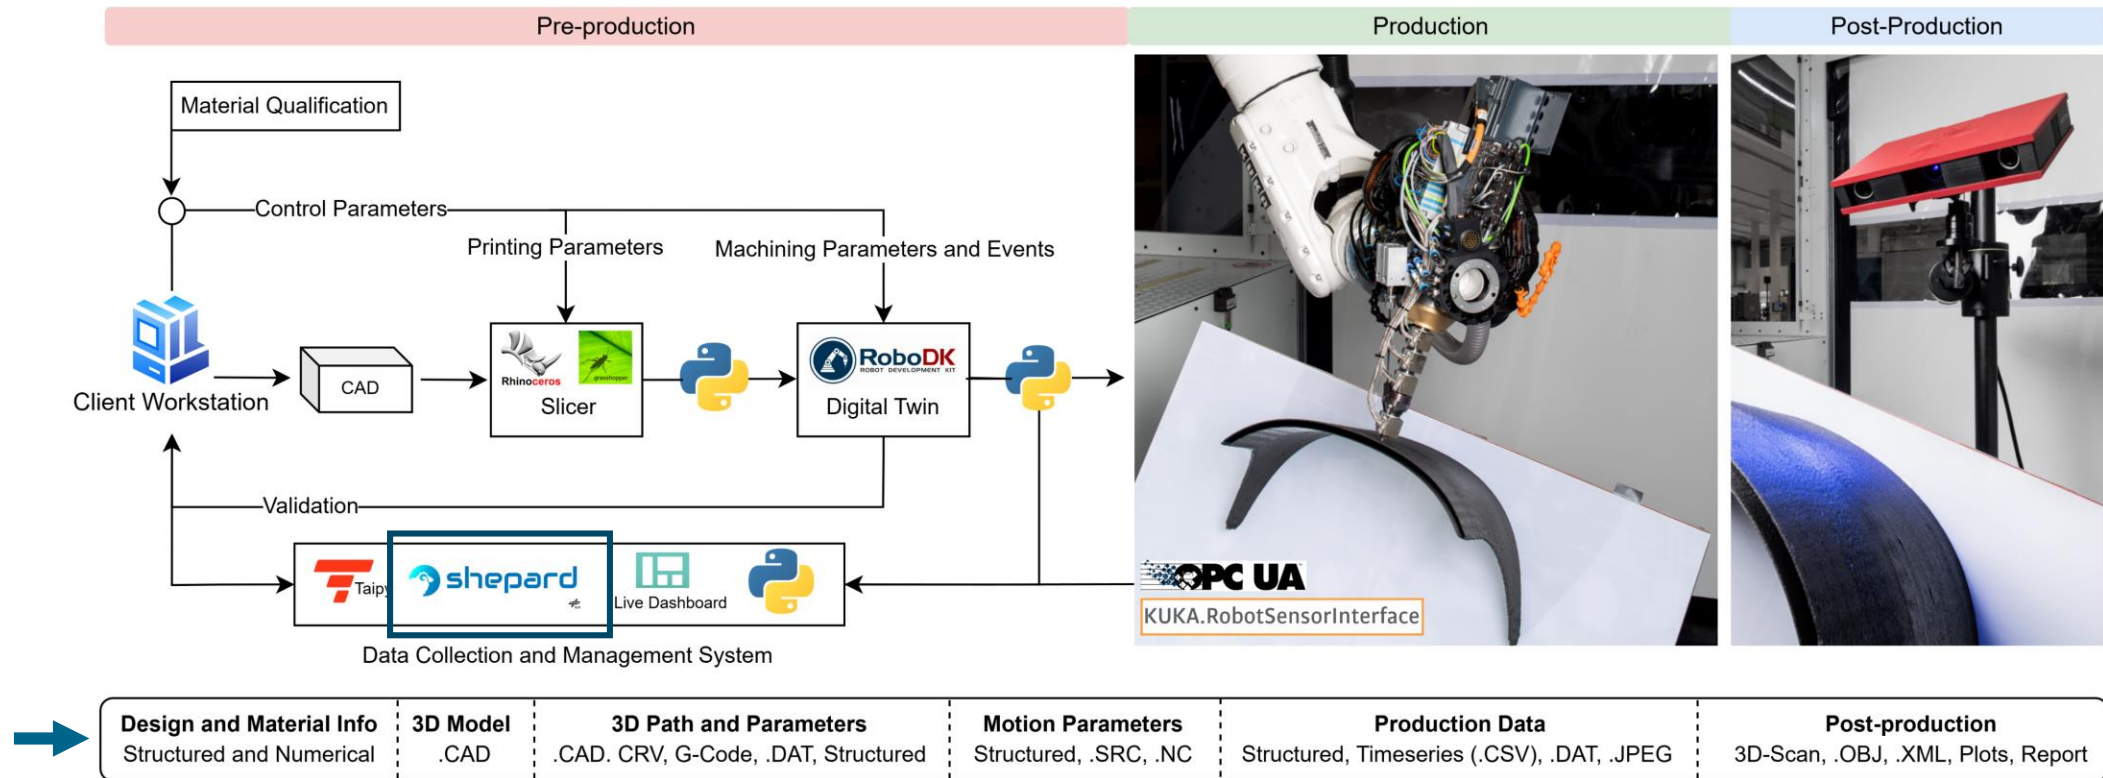 Pre-production
Production
Post-Production
Material Qualification
Control Parameters
Printing Parameters
Machining Parameters and Events
Client Workstation
CAD
Rhinoceros
grasshopper
Slicer
RoboDK
ROBOT DEVELOPMENT KIT
Digital Twin
Validation
Taipy
shepard
Live Dashboard
Data Collection and Management System
OPC UA
KUKA.RobotSensorInterface
Design and Material Info
Structured and Numerical
3D Model
.CAD
3D Path and Parameters
.CAD. CRV, G-Code, .DAT, Structured
Motion Parameters
Structured, .SRC, .NC
Production Data
Structured, Timeseries (.CSV), .DAT, .JPEG
Post-production
3D-Scan, .OBJ, .XML, Plots, Report